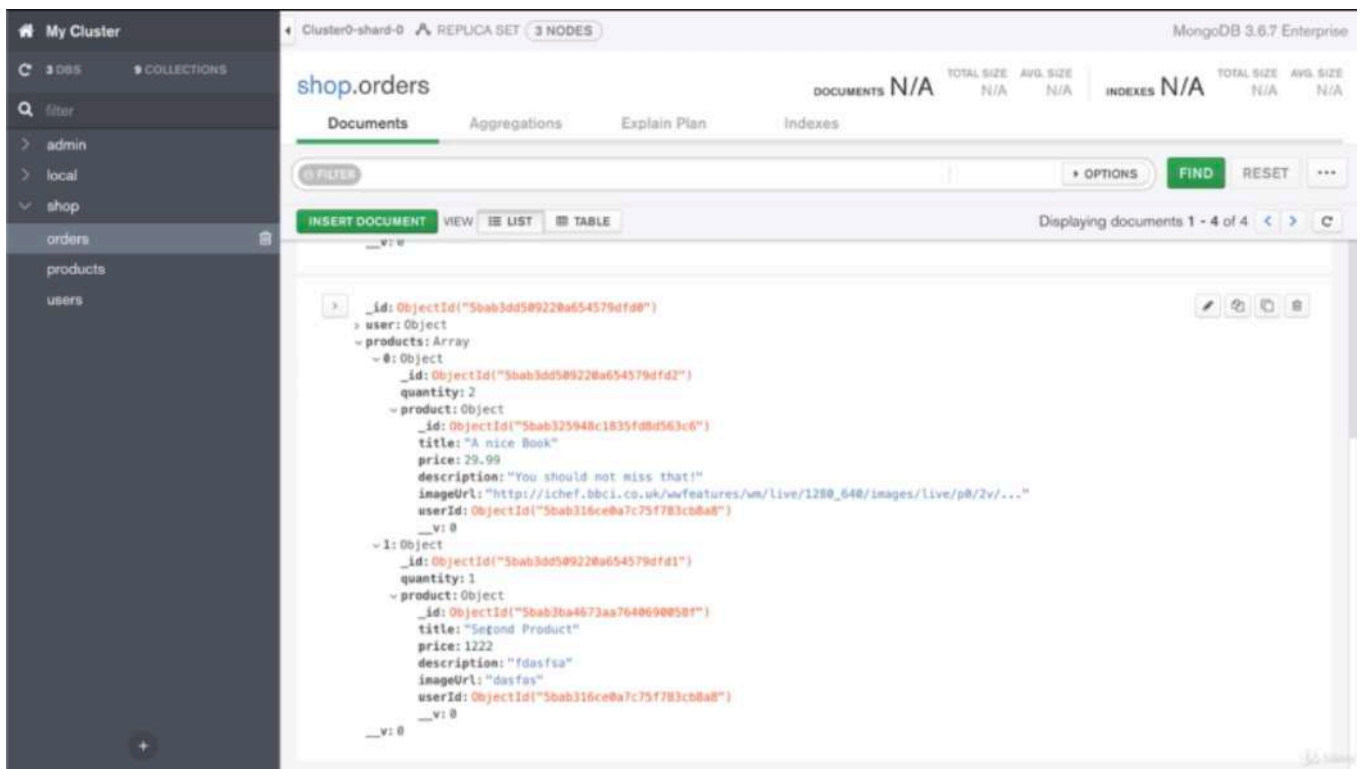 My Cluster
Cluster0-shard-0 REPLICA SET 3 NODES
MongoDB 3.6.7 Enterprise
3 DBS 9 COLLECTIONS
filter
admin
local
shop
orders
products
users
shop.orders
DOCUMENTS N/A TOTAL SIZE N/A AVG. SIZE N/A INDEXES N/A TOTAL SIZE N/A AVG. SIZE N/A
Documents Aggregations Explain Plan Indexes
FILTER
OPTIONS FIND RESET ...
INSERT DOCUMENT VIEW LIST TABLE
Displaying documents 1 - 4 of 4
__v: 0
_id: ObjectId("5bab3dd509220a654579dfd0")
user: Object
products: Array
0: Object
_id: ObjectId("5bab3dd509220a654579dfd2")
quantity: 2
product: Object
_id: ObjectId("5bab325948c1835fd8d563c6")
title: "A nice Book"
price: 29.99
description: "You should not miss that!"
imageUrl: "http://ichef.bbci.co.uk/wwfeatures/wm/live/1280_640/images/live/p0/2v/..."
userId: ObjectId("5bab316ce0a7c75f783cb8a8")
__v: 0
1: Object
_id: ObjectId("5bab3dd509220a654579dfd1")
quantity: 1
product: Object
_id: ObjectId("5bab3ba4673aa7640690058f")
title: "Second Product"
price: 1222
description: "fdasfsa"
imageUrl: "dasfas"
userId: ObjectId("5bab316ce0a7c75f783cb8a8")
__v: 0
__v: 0